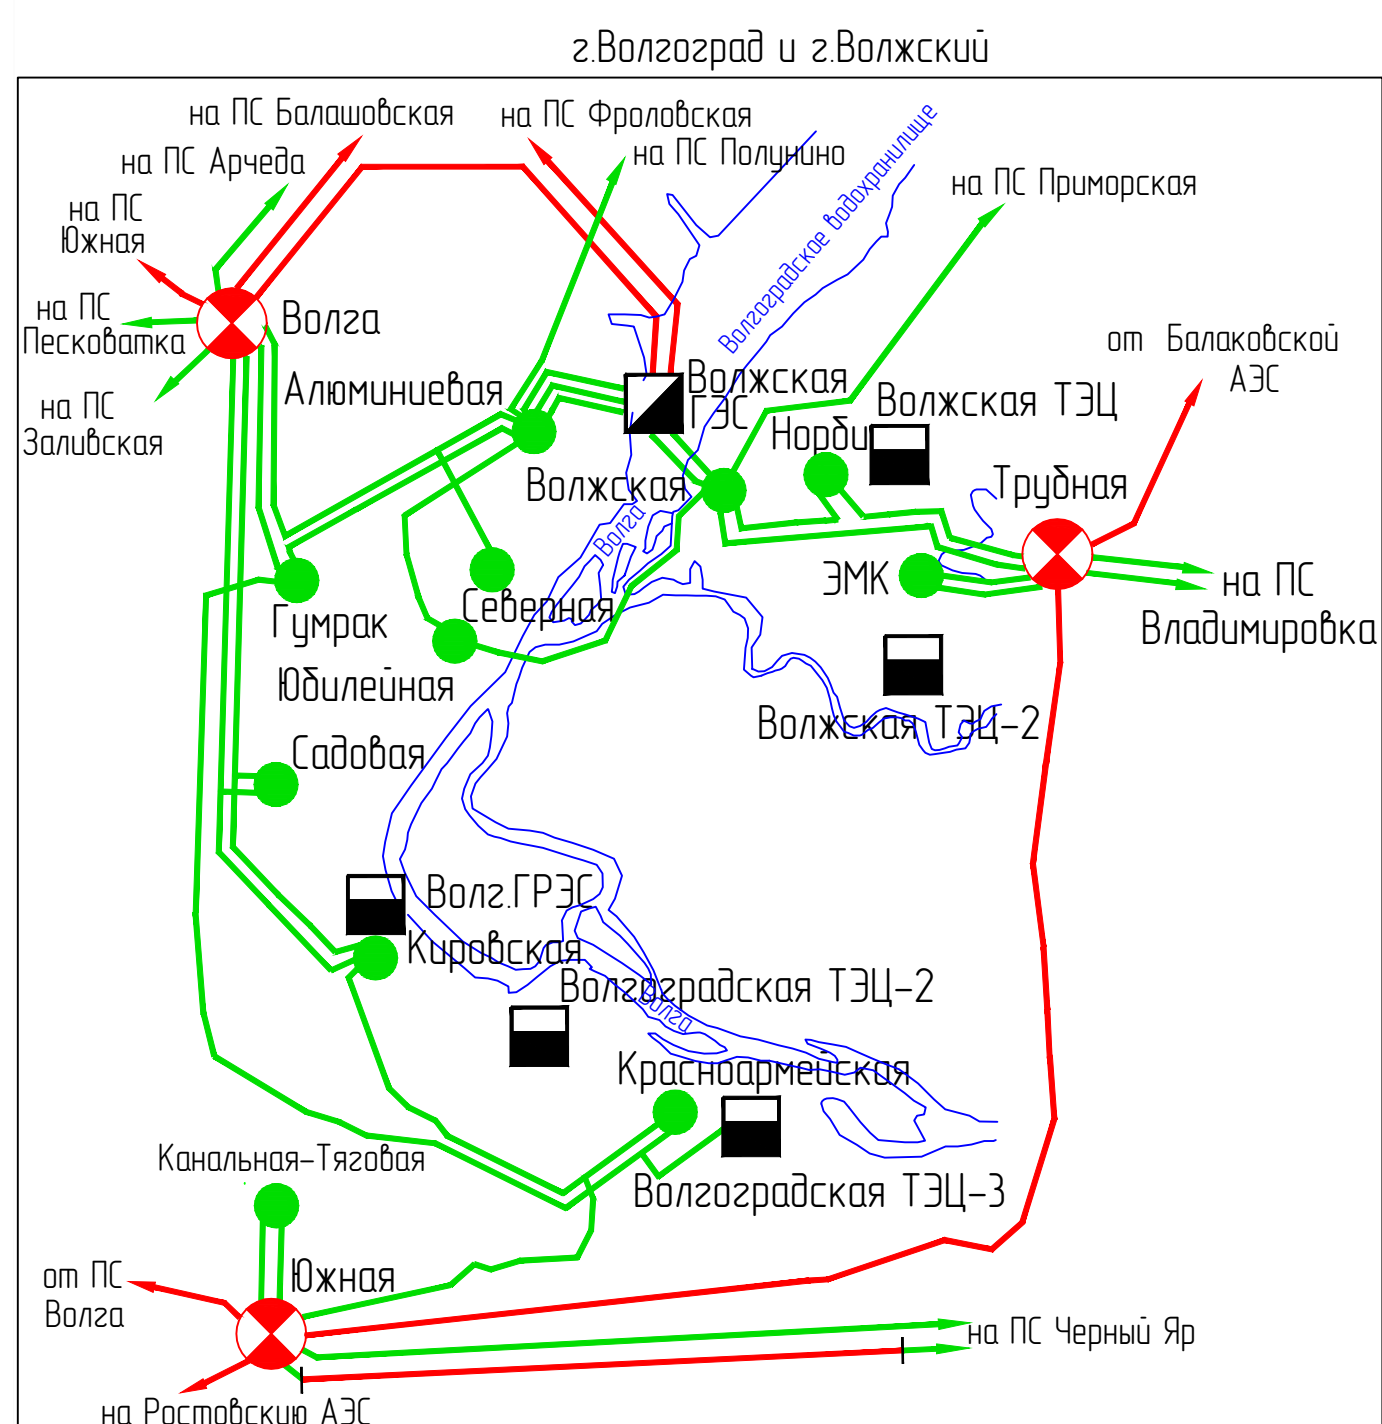 г.Волгоград и г.Волжский
на ПС Балашовская
на ПС Фроловская
на ПС Арчеда
на ПС Полунино
на ПС Приморская
на ПС
Южная
Волгоградское водохранилище
на ПС
Песковатка
Волга
от Балаковской
АЭС
Алюминиевая
Волжская
ГЭС
Волжская ТЭЦ
на ПС
Заливская
Норби
Волжская
Трубная
Волга
ЭМК
на ПС
Владимировка
Северная
Гумрак
Юбилейная
Волжская ТЭЦ-2
Садовая
Волг.ГРЭС
Кировская
Волгоградская ТЭЦ-2
Волга
Красноармейская
Канальная-Тяговая
Волгоградская ТЭЦ-3
от ПС
Волга
Южная
на ПС Черный Яр
на Ростовскую АЭС